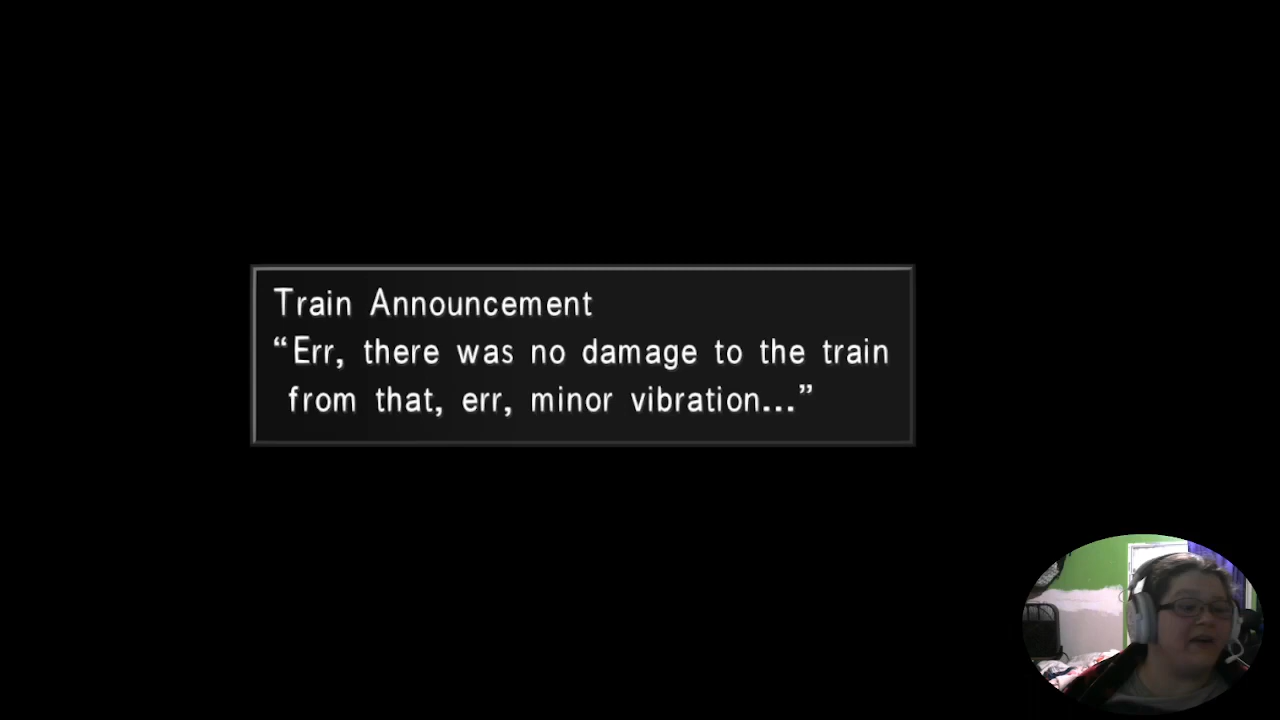 Train Announcement
“Err, there was no damage to the train
from that, err, minor vibration...”